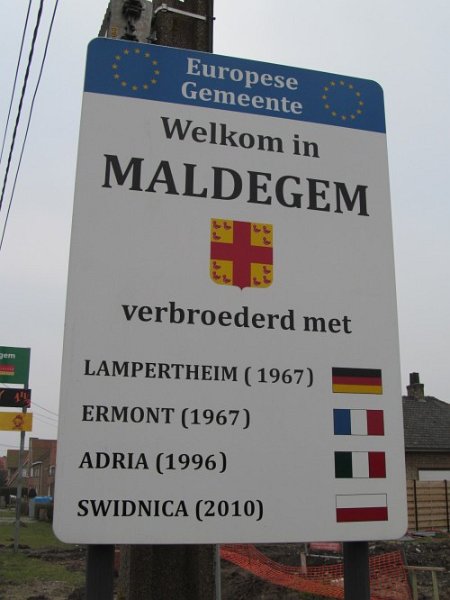 Europese
Gemeente
Welkom in
MALDEGEM
verbroederd met
LAMPERTHEIM ( 1967)
ERMONT (1967)
ADRIA (1996)
SWIDNICA (2010)